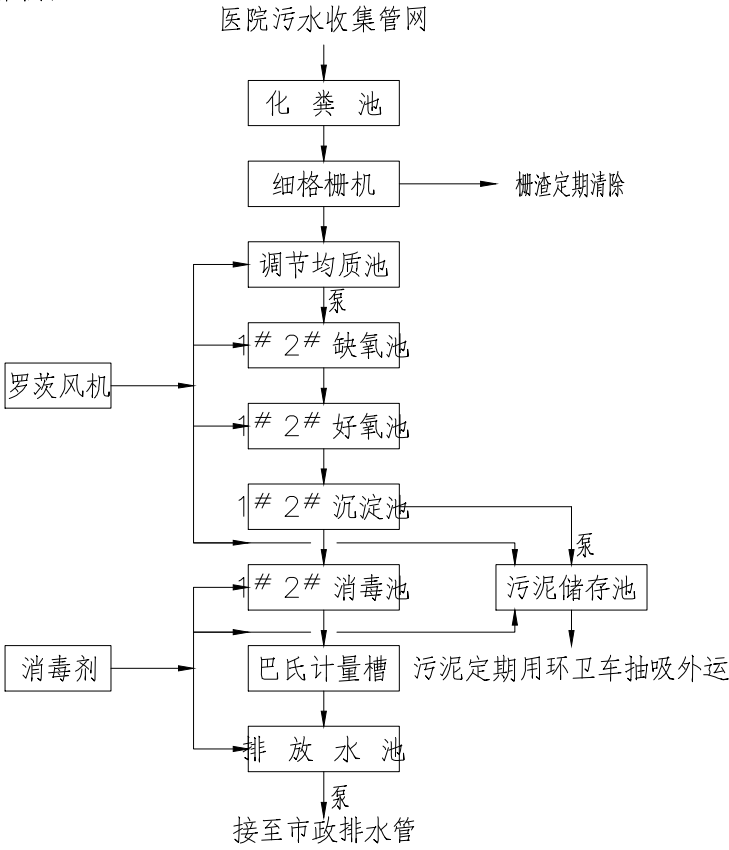 医院污水收集管网
化粪池
细格栅机
栅渣定期清除
调节均质池
泵
1# 2# 缺氧池
罗茨风机
1# 2# 好氧池
1# 2# 沉淀池
泵
1# 2# 消毒池
污泥储存池
消毒剂
巴氏计量槽
污泥定期用环卫车抽吸外运
排放水池
泵
接至市政排水管